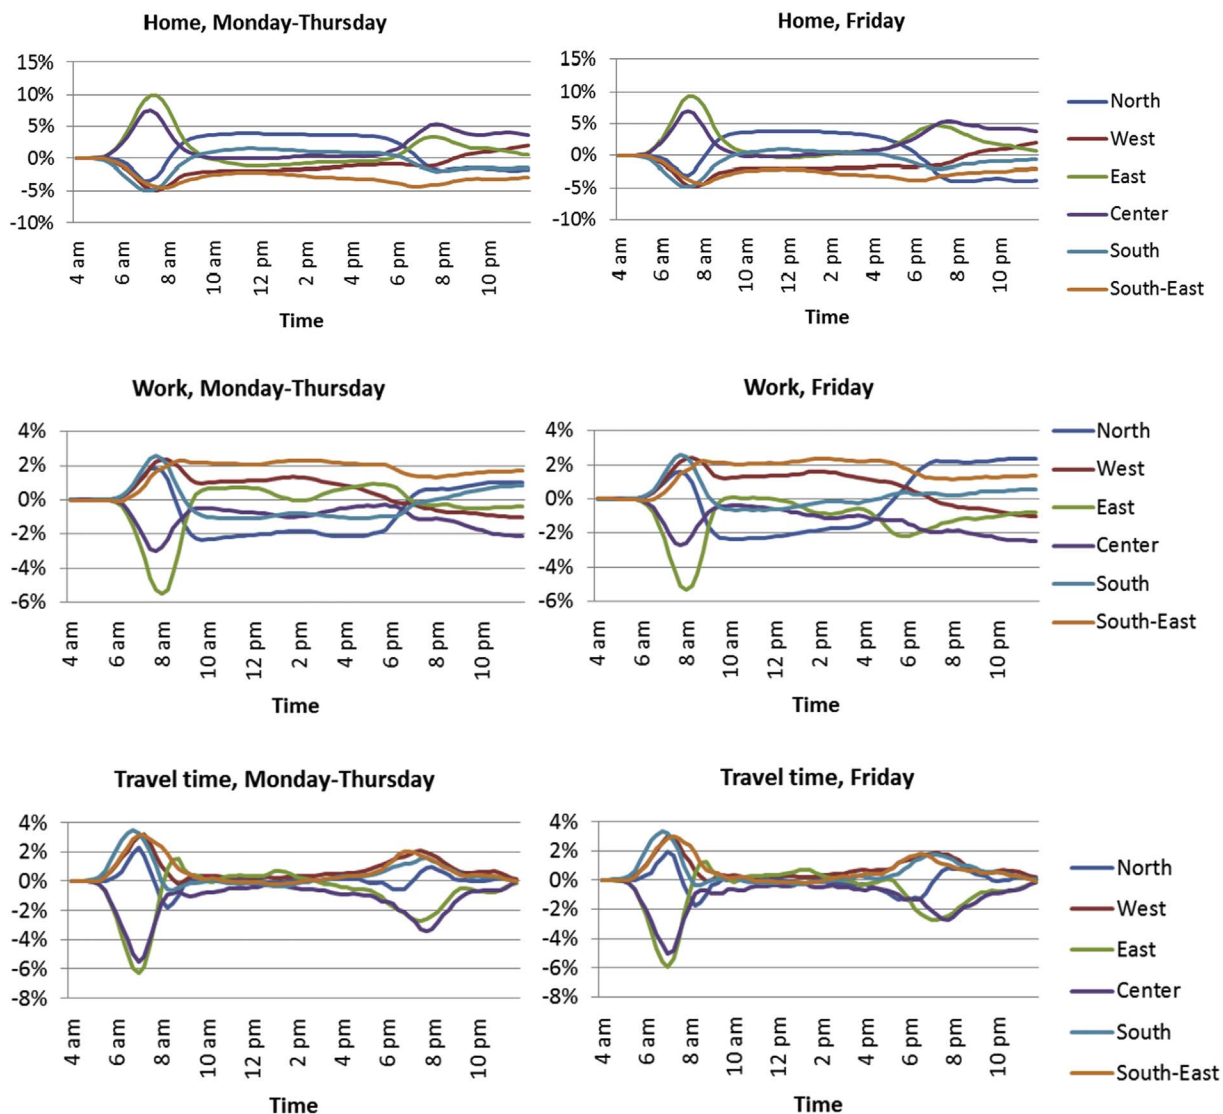 Home, Monday-Thursday
15%
10%
5%
0%
-5%
-10%
4 am
6 am
8 am
10 am
12 pm
2 pm
4 pm
6 pm
8 pm
10 pm
Time
Home, Friday
15%
10%
5%
0%
-5%
-10%
4 am
6 am
8 am
10 am
12 pm
2 pm
4 pm
6 pm
8 pm
10 pm
Time
North
West
East
Center
South
South-East
Work, Monday-Thursday
4%
2%
0%
-2%
-4%
-6%
4 am
6 am
8 am
10 am
12 pm
2 pm
4 pm
6 pm
8 pm
10 pm
Time
Work, Friday
4%
2%
0%
-2%
-4%
-6%
4 am
6 am
8 am
10 am
12 pm
2 pm
4 pm
6 pm
8 pm
10 pm
Time
North
West
East
Center
South
South-East
Travel time, Monday-Thursday
4%
2%
0%
-2%
-4%
-6%
-8%
4 am
6 am
8 am
10 am
12 pm
2 pm
4 pm
6 pm
8 pm
10 pm
Time
Travel time, Friday
4%
2%
0%
-2%
-4%
-6%
-8%
4 am
6 am
8 am
10 am
12 pm
2 pm
4 pm
6 pm
8 pm
10 pm
Time
North
West
East
Center
South
South-East